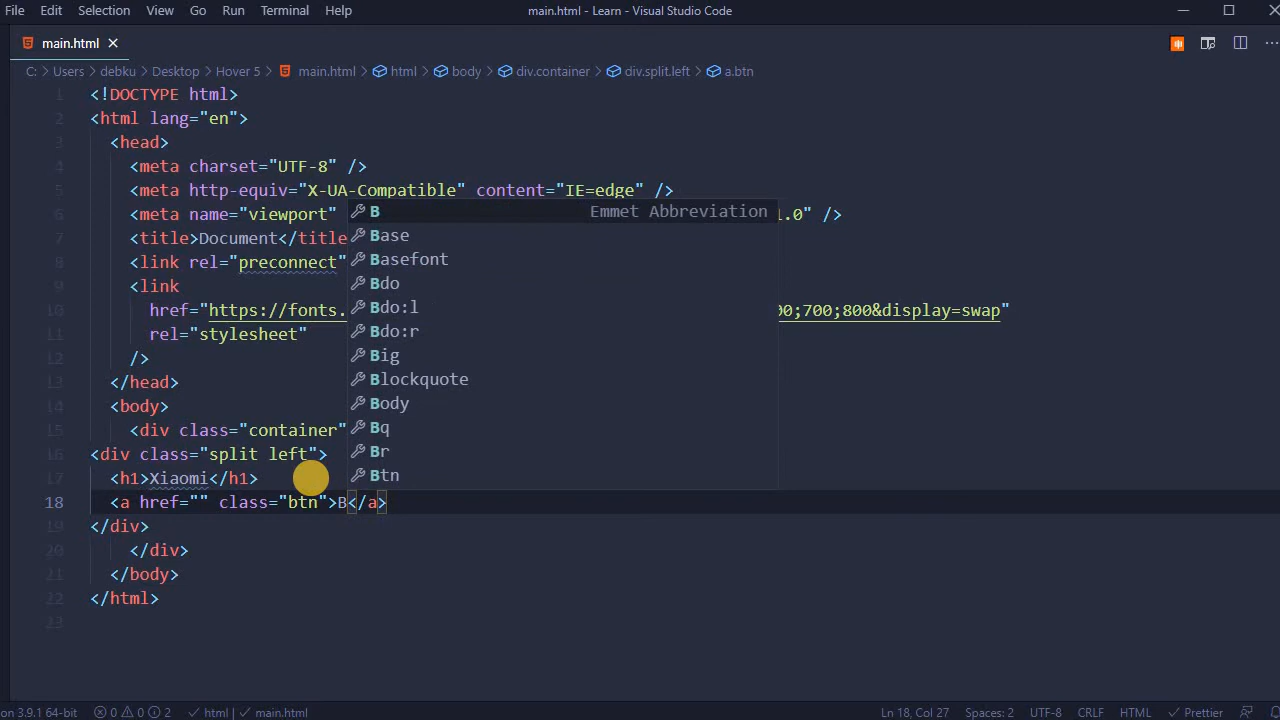 File Edit Selection View Go Run Terminal Help main.html - Learn - Visual Studio Code
main.html
C: > Users > debku > Desktop > Hover 5 > main.html > html > body > div.container > div.split.left > a.btn
1 <!DOCTYPE html>
2 <html lang="en">
3 <head>
4 <meta charset="UTF-8" />
5 <meta http-equiv="X-UA-Compatible" content="IE=edge" />
6 <meta name="viewport" 1.0" />
B Emmet Abbreviation
7 <title>Document</title
Base
8 <link rel="preconnect"
Basefont
9 <link
Bdo
10 href="https://fonts. 00;700;800&display=swap"
Bdo:l
11 rel="stylesheet"
Bdo:r
12 />
Big
13 </head>
Blockquote
14 <body>
Body
15 <div class="container"
Bq
16 <div class="split left">
Br
17 <h1>Xiaomi</h1>
Btn
18 <a href="" class="btn">B</a>
19 </div>
20 </div>
21 </body>
22 </html>
23
on 3.9.1 64-bit 0 0 2 html | main.html Ln 18, Col 27 Spaces: 2 UTF-8 CRLF HTML Prettier